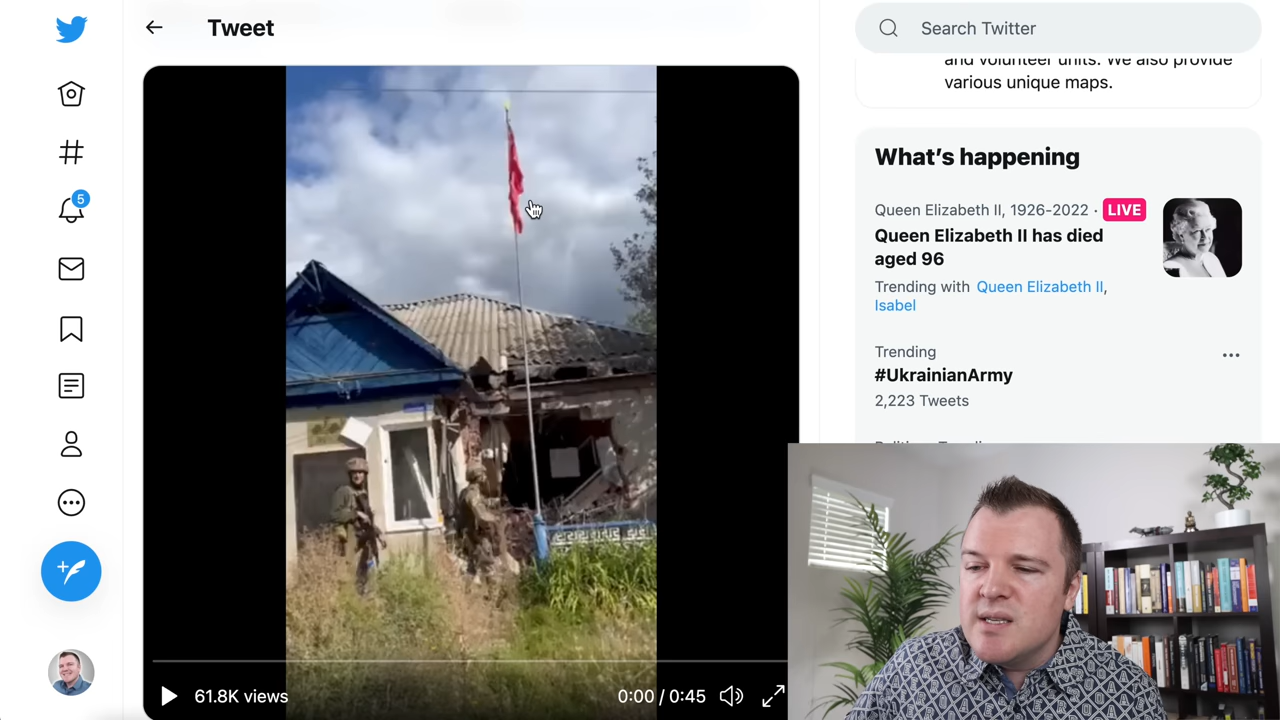 Tweet
Search Twitter
and volunteer units. We also provide
various unique maps.
What's happening
Queen Elizabeth II, 1926-2022 · LIVE
Queen Elizabeth II has died
aged 96
Trending with Queen Elizabeth II,
Isabel
Trending
#UkrainianArmy
2,223 Tweets
5
61.8K views
0:00 / 0:45